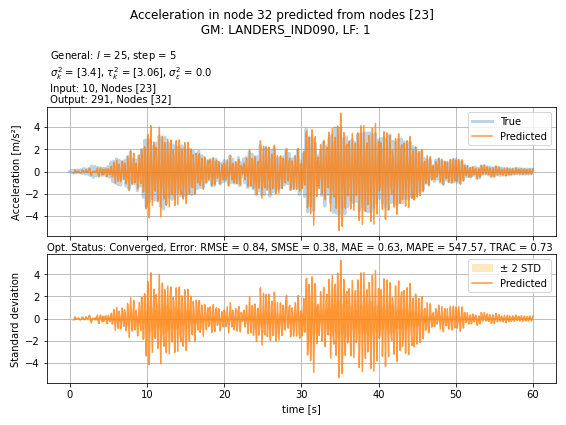 Acceleration in node 32 predicted from nodes [23]
GM: LANDERS_IND090, LF: 1
General: l = 25, step = 5
σ²ₖ = [3.4], τ²ₖ = [3.06], σ²ε = 0.0
Input: 10, Nodes [23]
Output: 291, Nodes [32]
Acceleration [m/s²]
4
2
0
−2
−4
True
Predicted
Opt. Status: Converged, Error: RMSE = 0.84, SMSE = 0.38, MAE = 0.63, MAPE = 547.57, TRAC = 0.73
Standard deviation
4
2
0
−2
−4
± 2 STD
Predicted
0 10 20 30 40 50 60
time [s]